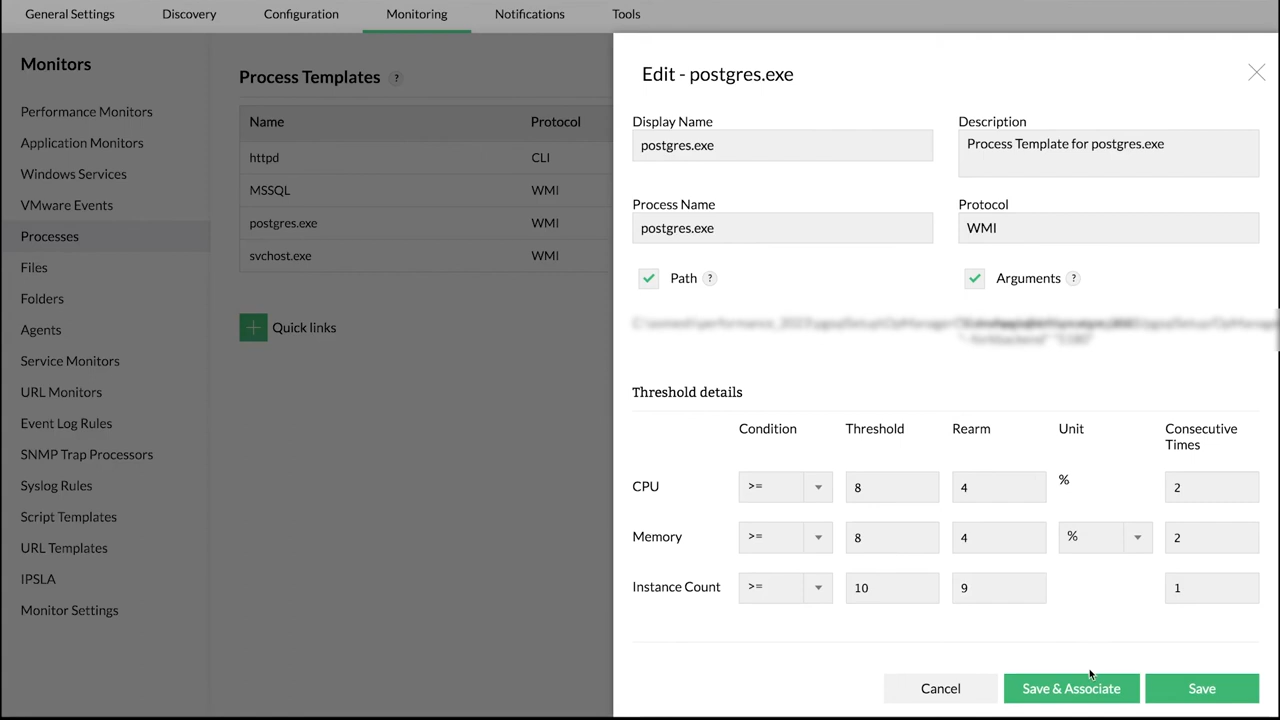 General Settings Discovery Configuration Monitoring Notifications Tools
Monitors
Performance Monitors
Application Monitors
Windows Services
VMware Events
Processes
Files
Folders
Agents
Service Monitors
URL Monitors
Event Log Rules
SNMP Trap Processors
Syslog Rules
Script Templates
URL Templates
IPSLA
Monitor Settings
Process Templates ?
Name Protocol
httpd CLI
MSSQL WMI
postgres.exe WMI
svchost.exe WMI
+ Quick links
Edit - postgres.exe
Display Name Description
postgres.exe Process Template for postgres.exe
Process Name Protocol
postgres.exe WMI
Path ? Arguments ?
Threshold details
Condition Threshold Rearm Unit Consecutive
Times
CPU >= 8 4 % 2
Memory >= 8 4 % 2
Instance Count >= 10 9 1
Cancel Save & Associate Save